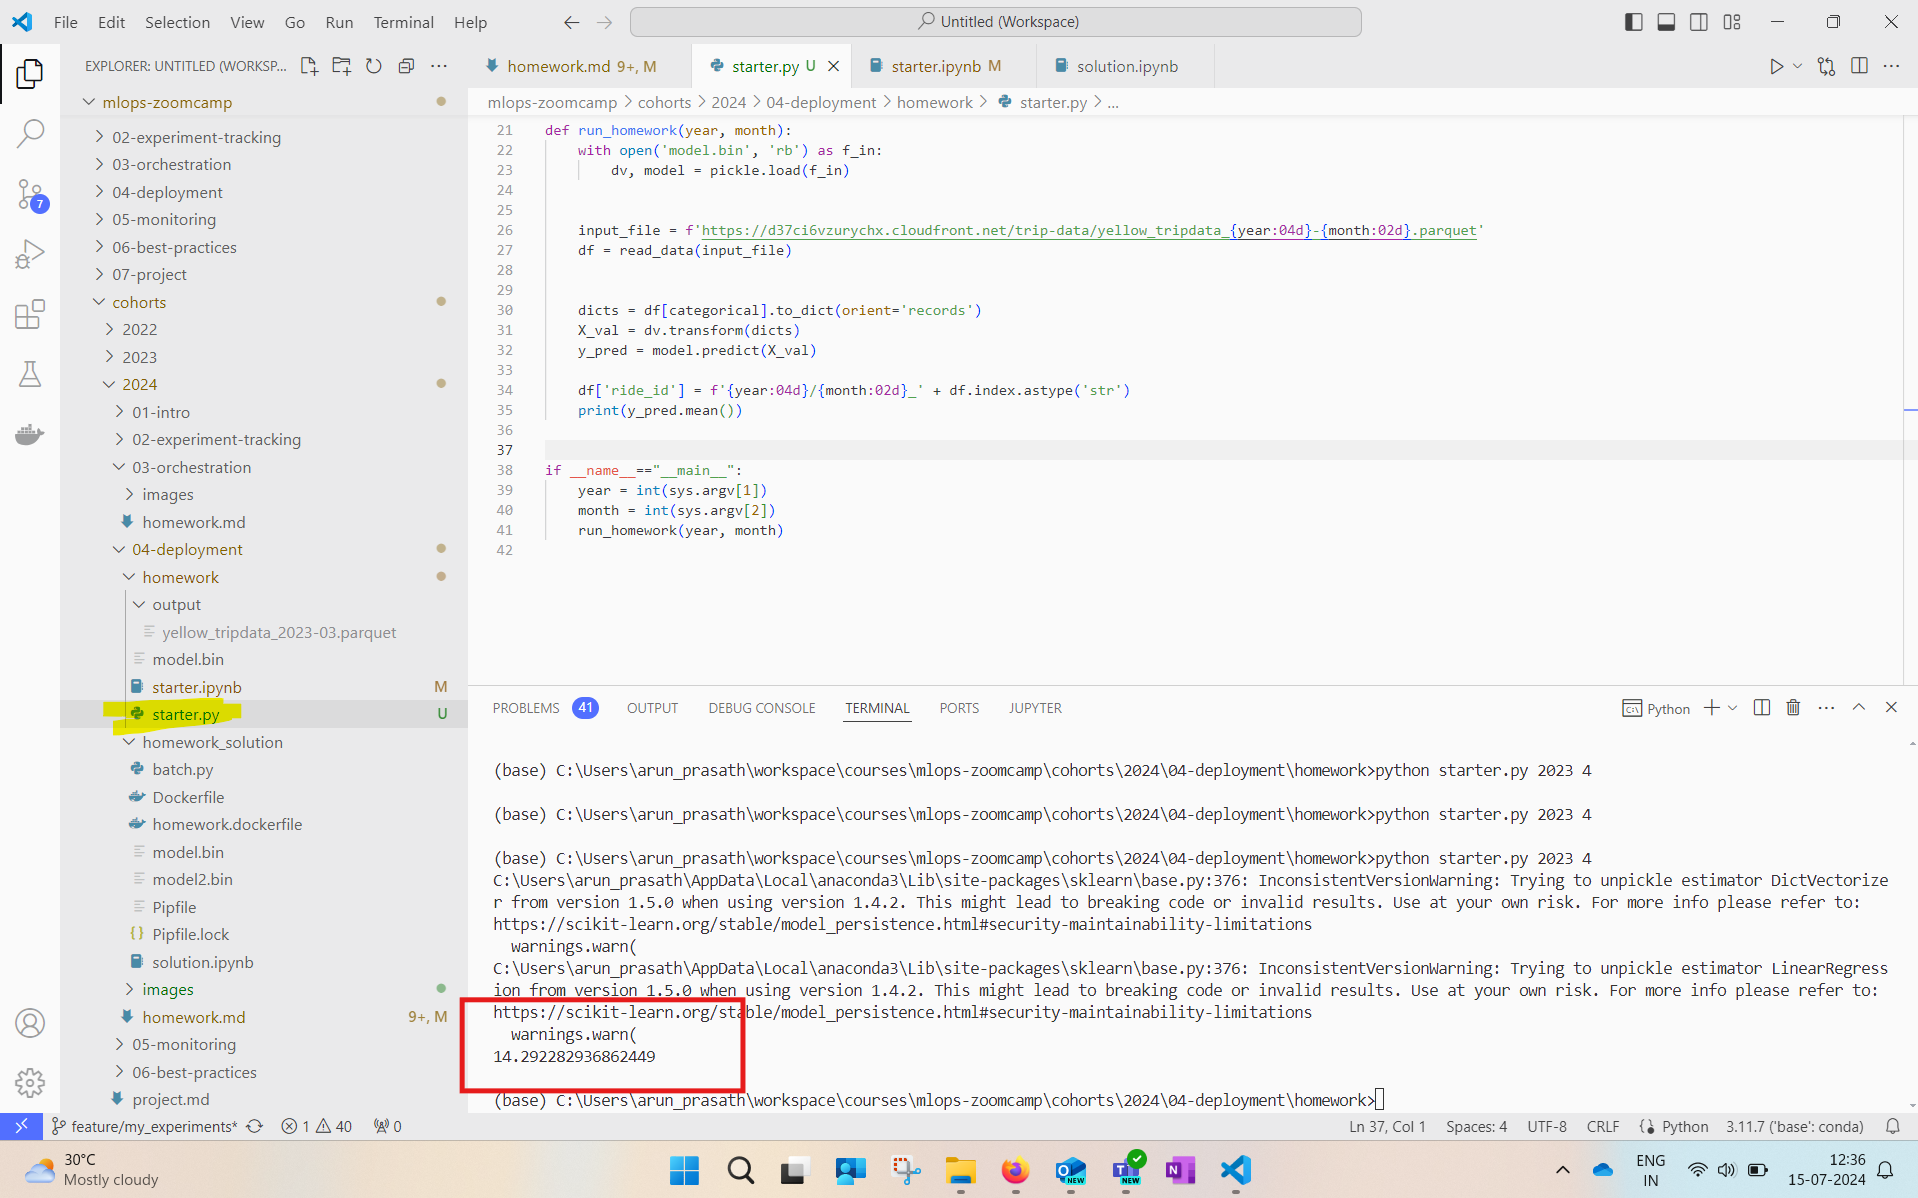 File Edit Selection View Go Run Terminal Help
Untitled (Workspace)
EXPLORER: UNTITLED (WORKSP...
mlops-zoomcamp
02-experiment-tracking
03-orchestration
04-deployment
05-monitoring
06-best-practices
07-project
cohorts
2022
2023
2024
01-intro
02-experiment-tracking
03-orchestration
images
homework.md
04-deployment
homework
output
yellow_tripdata_2023-03.parquet
model.bin
starter.ipynb M
starter.py U
homework_solution
batch.py
Dockerfile
homework.dockerfile
model.bin
model2.bin
Pipfile
Pipfile.lock
solution.ipynb
images
homework.md 9+, M
05-monitoring
06-best-practices
project.md
7
homework.md 9+, M
starter.py U
starter.ipynb M
solution.ipynb
mlops-zoomcamp > cohorts > 2024 > 04-deployment > homework > starter.py > ...
21 def run_homework(year, month):
22 with open('model.bin', 'rb') as f_in:
23 dv, model = pickle.load(f_in)
24
25
26 input_file = f'https://d37ci6vzurychx.cloudfront.net/trip-data/yellow_tripdata_{year:04d}-{month:02d}.parquet'
27 df = read_data(input_file)
28
29
30 dicts = df[categorical].to_dict(orient='records')
31 X_val = dv.transform(dicts)
32 y_pred = model.predict(X_val)
33
34 df['ride_id'] = f'{year:04d}/{month:02d}_' + df.index.astype('str')
35 print(y_pred.mean())
36
37
38 if __name__=="__main__":
39 year = int(sys.argv[1])
40 month = int(sys.argv[2])
41 run_homework(year, month)
42
PROBLEMS 41 OUTPUT DEBUG CONSOLE TERMINAL PORTS JUPYTER
Python
(base) C:\Users\arun_prasath\workspace\courses\mlops-zoomcamp\cohorts\2024\04-deployment\homework>python starter.py 2023 4
(base) C:\Users\arun_prasath\workspace\courses\mlops-zoomcamp\cohorts\2024\04-deployment\homework>python starter.py 2023 4
(base) C:\Users\arun_prasath\workspace\courses\mlops-zoomcamp\cohorts\2024\04-deployment\homework>python starter.py 2023 4
C:\Users\arun_prasath\AppData\Local\anaconda3\Lib\site-packages\sklearn\base.py:376: InconsistentVersionWarning: Trying to unpickle estimator DictVectorize
r from version 1.5.0 when using version 1.4.2. This might lead to breaking code or invalid results. Use at your own risk. For more info please refer to:
https://scikit-learn.org/stable/model_persistence.html#security-maintainability-limitations
warnings.warn(
C:\Users\arun_prasath\AppData\Local\anaconda3\Lib\site-packages\sklearn\base.py:376: InconsistentVersionWarning: Trying to unpickle estimator LinearRegress
ion from version 1.5.0 when using version 1.4.2. This might lead to breaking code or invalid results. Use at your own risk. For more info please refer to:
https://scikit-learn.org/stable/model_persistence.html#security-maintainability-limitations
warnings.warn(
14.292282936862449
(base) C:\Users\arun_prasath\workspace\courses\mlops-zoomcamp\cohorts\2024\04-deployment\homework>
feature/my_experiments* 1 40 0
Ln 37, Col 1 Spaces: 4 UTF-8 CRLF Python 3.11.7 ('base': conda)
30°C
Mostly cloudy
NEW
NEW
ENG
IN
12:36
15-07-2024